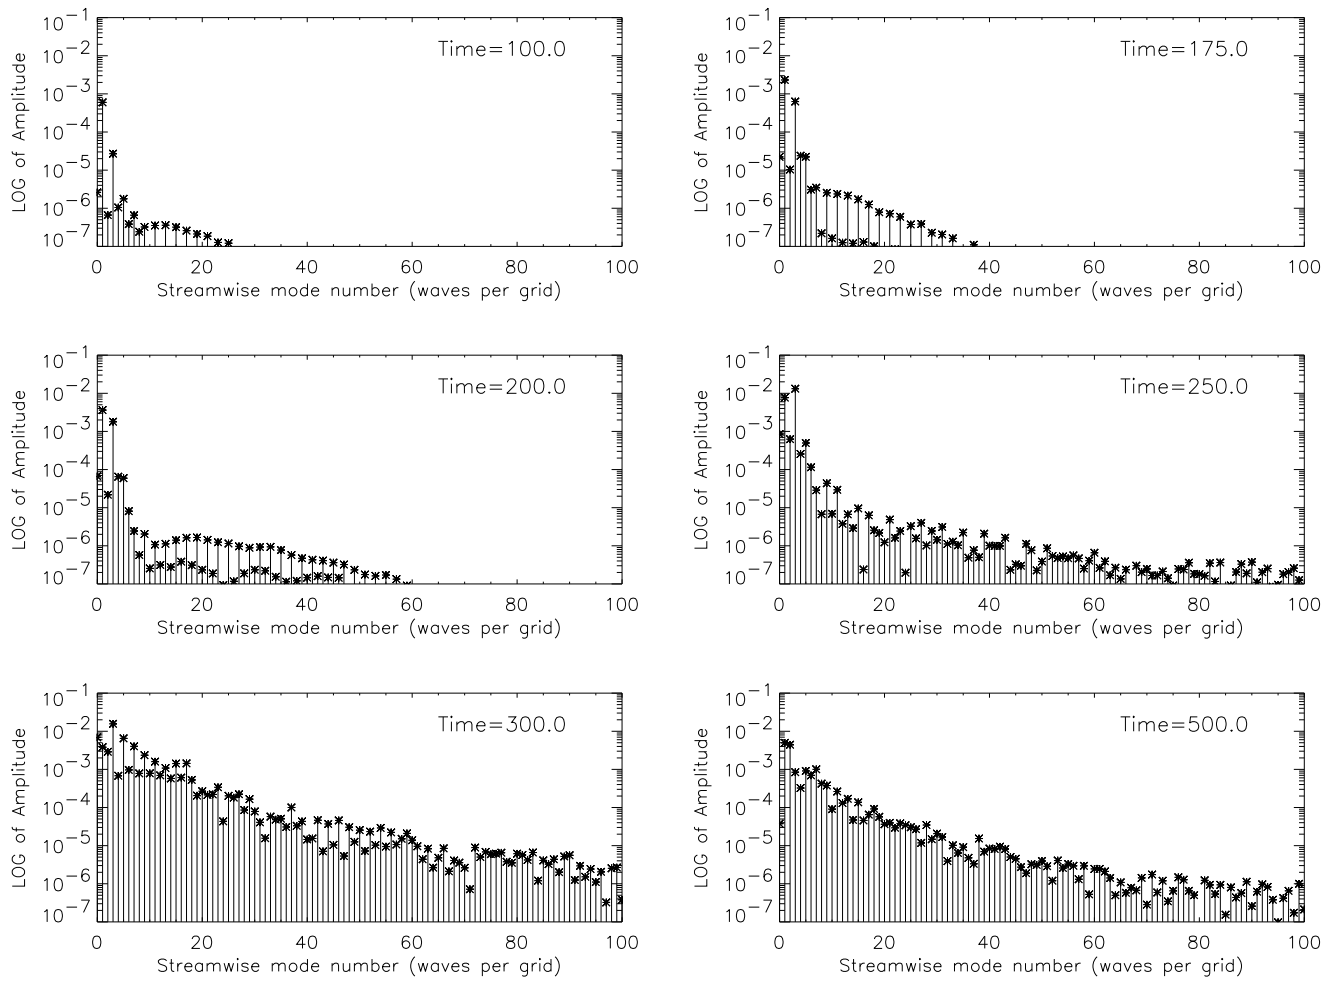 Time=100.0
LOG of Amplitude
10^-1
10^-2
10^-3
10^-4
10^-5
10^-6
10^-7
0 20 40 60 80 100
Streamwise mode number (waves per grid)
Time=175.0
LOG of Amplitude
10^-1
10^-2
10^-3
10^-4
10^-5
10^-6
10^-7
0 20 40 60 80 100
Streamwise mode number (waves per grid)
Time=200.0
LOG of Amplitude
10^-1
10^-2
10^-3
10^-4
10^-5
10^-6
10^-7
0 20 40 60 80 100
Streamwise mode number (waves per grid)
Time=250.0
LOG of Amplitude
10^-1
10^-2
10^-3
10^-4
10^-5
10^-6
10^-7
0 20 40 60 80 100
Streamwise mode number (waves per grid)
Time=300.0
LOG of Amplitude
10^-1
10^-2
10^-3
10^-4
10^-5
10^-6
10^-7
0 20 40 60 80 100
Streamwise mode number (waves per grid)
Time=500.0
LOG of Amplitude
10^-1
10^-2
10^-3
10^-4
10^-5
10^-6
10^-7
0 20 40 60 80 100
Streamwise mode number (waves per grid)